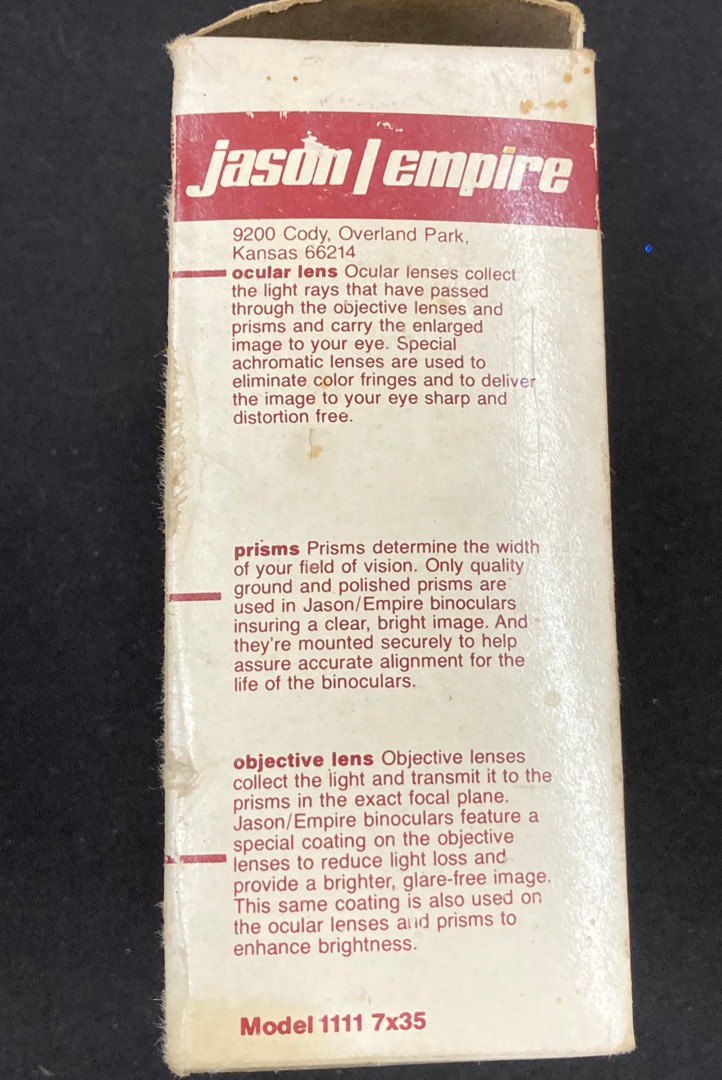 jason/empire
9200 Cody, Overland Park,
Kansas 66214
ocular lens Ocular lenses collect
the light rays that have passed
through the objective lenses and
prisms and carry the enlarged
image to your eye. Special
achromatic lenses are used to
eliminate color fringes and to deliver
the image to your eye sharp and
distortion free.
prisms Prisms determine the width
of your field of vision. Only quality
ground and polished prisms are
used in Jason/Empire binoculars
insuring a clear, bright image. And
they're mounted securely to help
assure accurate alignment for the
life of the binoculars.
objective lens Objective lenses
collect the light and transmit it to the
prisms in the exact focal plane.
Jason/Empire binoculars feature a
special coating on the objective
lenses to reduce light loss and
provide a brighter, glare-free image.
This same coating is also used on
the ocular lenses and prisms to
enhance brightness.
Model 1111 7x35